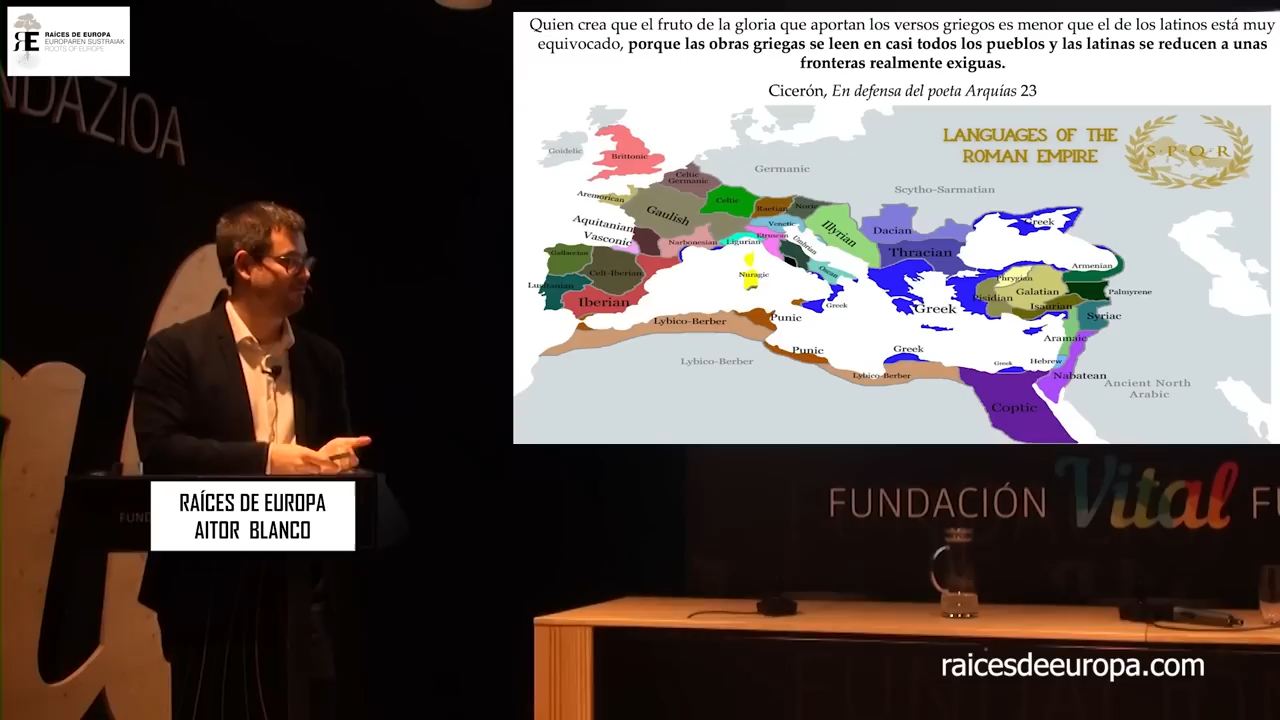 RAÍCES DE EUROPA
EUROPAREN SUSTRAIAK
ROOTS OF EUROPE
RE
NDAZIOA
Quien crea que el fruto de la gloria que aportan los versos griegos es menor que el de los latinos está muy
equivocado, porque las obras griegas se leen en casi todos los pueblos y las latinas se reducen a unas
fronteras realmente exiguas.
Cicerón, En defensa del poeta Arquías 23
LANGUAGES OF THE
ROMAN EMPIRE
S·P·Q·R
Goidelic
Brittonic
Germanic
Celtic
Germanic
Scytho-Sarmatian
Aremorican
Gaulish
Celtic
Raetian
Noric
Aquitanian
Vasconic
Narbonesian
Ligurian
Venetic
Etruscan
Umbrian
Oscan
Illyrian
Dacian
Thracian
Greek
Armenian
Gallaecian
Celt-Iberian
Lusitanian
Iberian
Nuragic
Greek
Greek
Phrygian
Galatian
Pisidian
Isaurian
Palmyrene
Syriac
Aramaic
Lybico-Berber
Punic
Punic
Lybico-Berber
Greek
Lybico-Berber
Greek
Hebrew
Nabatean
Ancient North
Arabic
Coptic
RAÍCES DE EUROPA
AITOR BLANCO
FUND
FUNDACIÓN Vital F
raicesdeeuropa.com